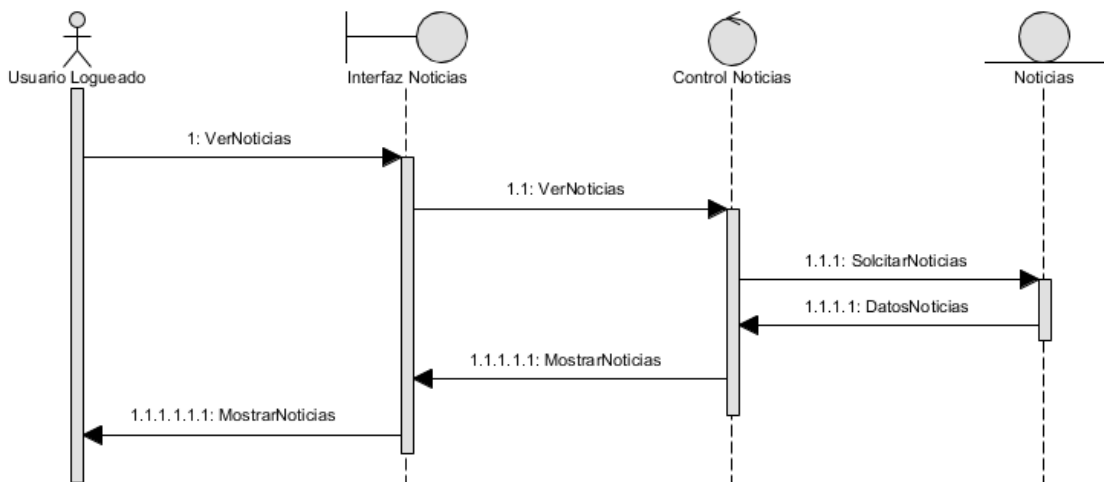 Usuario Logueado
Interfaz Noticias
Control Noticias
Noticias
1: VerNoticias
1.1: VerNoticias
1.1.1: SolcitarNoticias
1.1.1.1: DatosNoticias
1.1.1.1.1: MostrarNoticias
1.1.1.1.1.1: MostrarNoticias